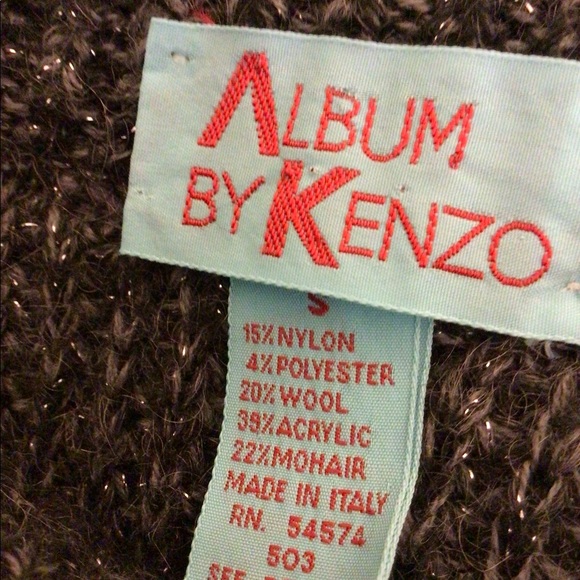 ALBUM
BY KENZO
S
15% NYLON
4% POLYESTER
20% WOOL
39% ACRYLIC
22% MOHAIR
MADE IN ITALY
RN. 54574
503
SEE